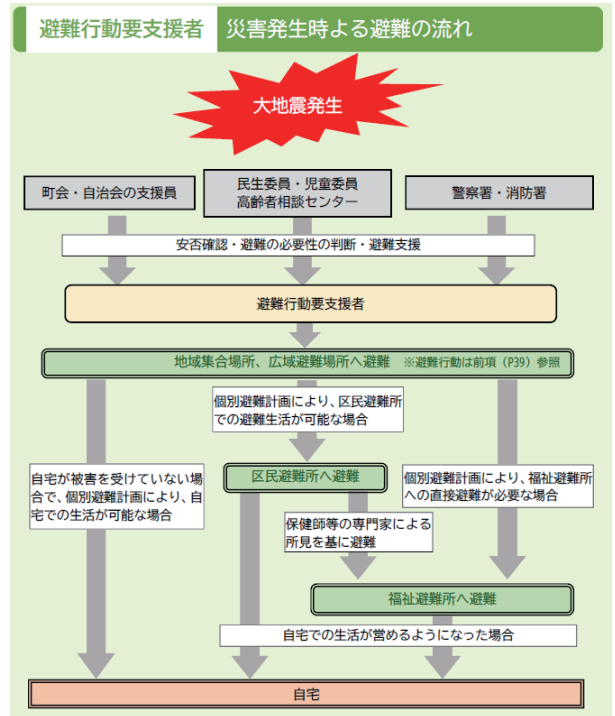 避難行動要支援者 災害発生時よる避難の流れ
大地震発生
町会・自治会の支援員
民生委員・児童委員
高齢者相談センター
警察署・消防署
安否確認・避難の必要性の判断・避難支援
避難行動要支援者
地域集合場所、広域避難場所へ避難 ※避難行動は前項（P39）参照
個別避難計画により、区民避難所
での避難生活が可能な場合
自宅が被害を受けていない場
合で、個別避難計画により、自
宅での生活が可能な場合
区民避難所へ避難
個別避難計画により、福祉避難所
への直接避難が必要な場合
保健師等の専門家による
所見を基に避難
福祉避難所へ避難
自宅での生活が営めるようになった場合
自宅